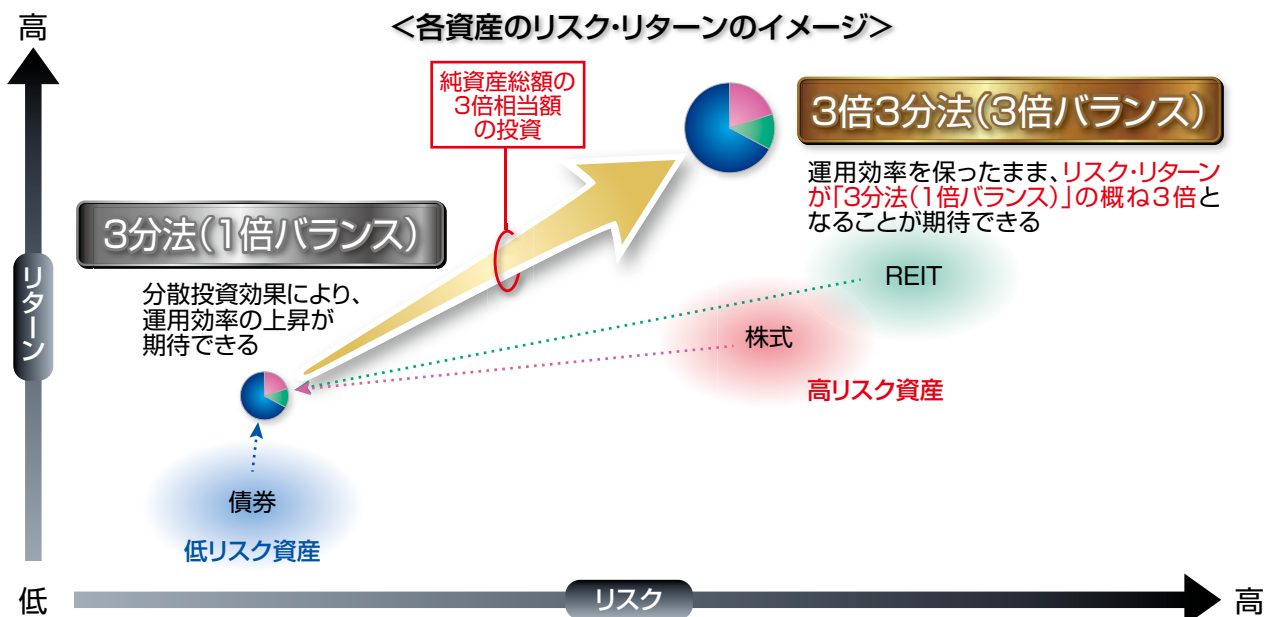 <各資産のリスク・リターンのイメージ>
高
純資産総額の
3倍相当額
の投資
3倍3分法(3倍バランス)
運用効率を保ったまま、リスク・リターン
が「3分法(1倍バランス)」の概ね3倍と
なることが期待できる
3分法(1倍バランス)
分散投資効果により、
運用効率の上昇が
期待できる
リターン
REIT
株式
高リスク資産
債券
低リスク資産
低
リスク
高